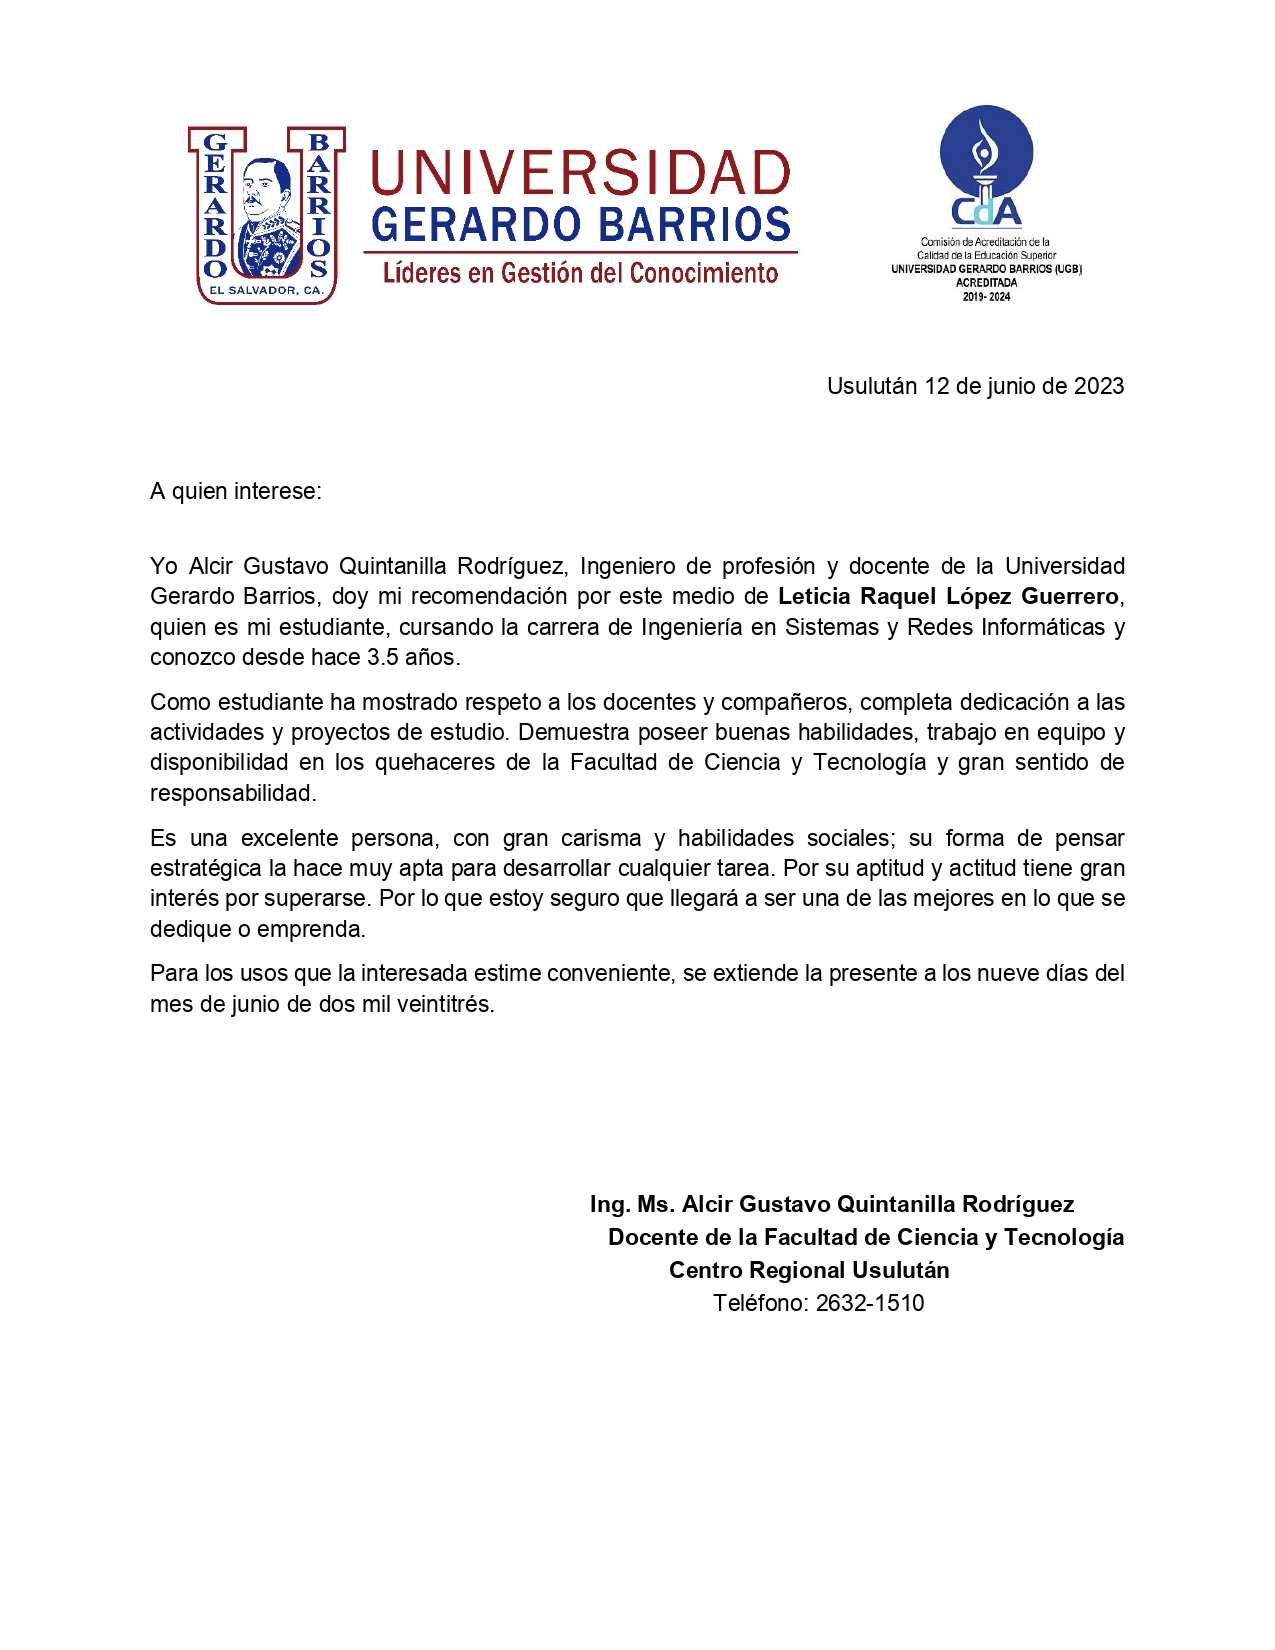 GERARDO BARRIOS
EL SALVADOR, CA.
UNIVERSIDAD
GERARDO BARRIOS
Líderes en Gestión del Conocimiento
CdA
Comisión de Acreditación de la
Calidad de la Educación Superior
UNIVERSIDAD GERARDO BARRIOS (UGB)
ACREDITADA
2019- 2024
Usulután 12 de junio de 2023
A quien interese:
Yo Alcir Gustavo Quintanilla Rodríguez, Ingeniero de profesión y docente de la Universidad
Gerardo Barrios, doy mi recomendación por este medio de Leticia Raquel López Guerrero,
quien es mi estudiante, cursando la carrera de Ingeniería en Sistemas y Redes Informáticas y
conozco desde hace 3.5 años.
Como estudiante ha mostrado respeto a los docentes y compañeros, completa dedicación a las
actividades y proyectos de estudio. Demuestra poseer buenas habilidades, trabajo en equipo y
disponibilidad en los quehaceres de la Facultad de Ciencia y Tecnología y gran sentido de
responsabilidad.
Es una excelente persona, con gran carisma y habilidades sociales; su forma de pensar
estratégica la hace muy apta para desarrollar cualquier tarea. Por su aptitud y actitud tiene gran
interés por superarse. Por lo que estoy seguro que llegará a ser una de las mejores en lo que se
dedique o emprenda.
Para los usos que la interesada estime conveniente, se extiende la presente a los nueve días del
mes de junio de dos mil veintitrés.
Ing. Ms. Alcir Gustavo Quintanilla Rodríguez
Docente de la Facultad de Ciencia y Tecnología
Centro Regional Usulután
Teléfono: 2632-1510